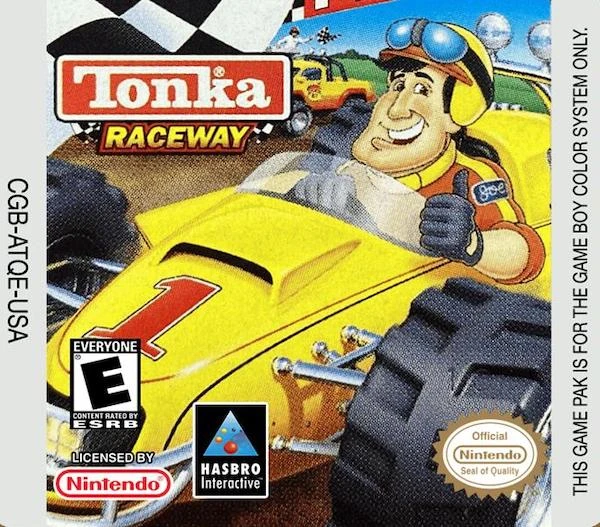 Tonka®
RACEWAY
Joe
1
CGB-ATQE-USA
THIS GAME PAK IS FOR THE GAME BOY COLOR SYSTEM ONLY.
EVERYONE
E
CONTENT RATED BY
ESRB
LICENSED BY
Nintendo®
HASBRO
Interactive
Official
Nintendo
Seal of Quality